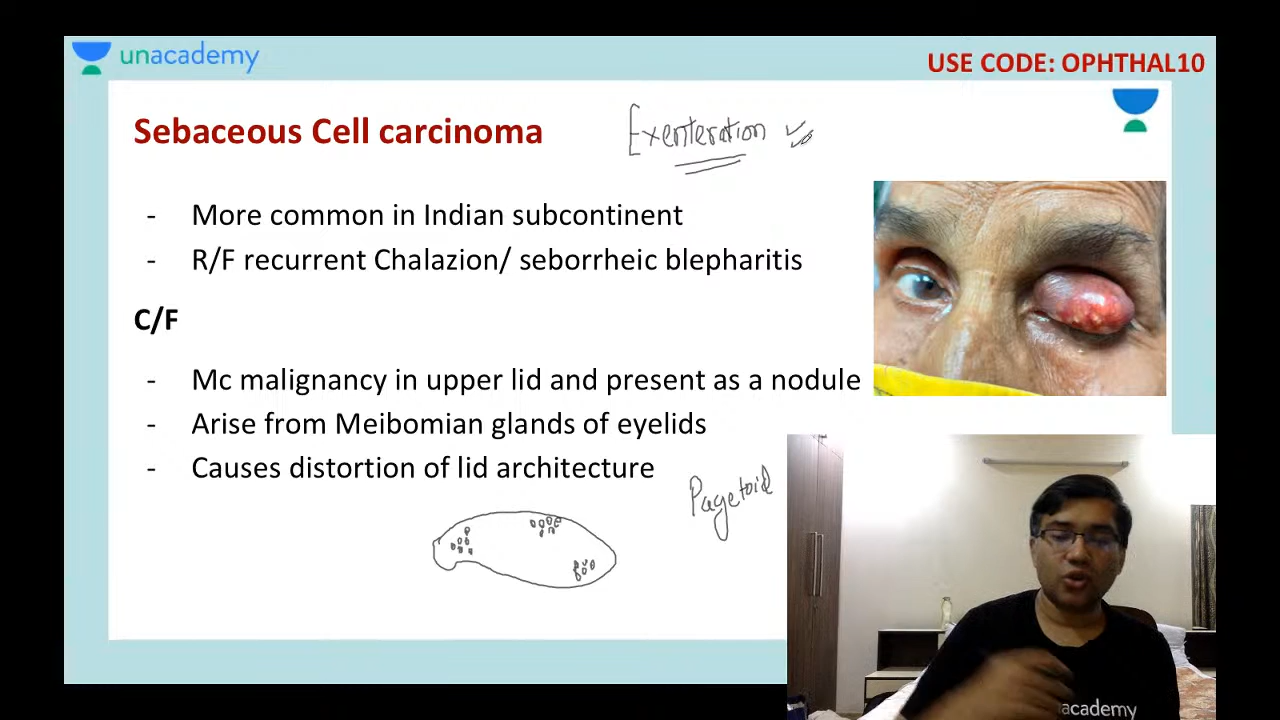 unacademy
USE CODE: OPHTHAL10
Sebaceous Cell carcinoma
Exenteration
- More common in Indian subcontinent
- R/F recurrent Chalazion/ seborrheic blepharitis
C/F
- Mc malignancy in upper lid and present as a nodule
- Arise from Meibomian glands of eyelids
- Causes distortion of lid architecture
Pagetoid
academy